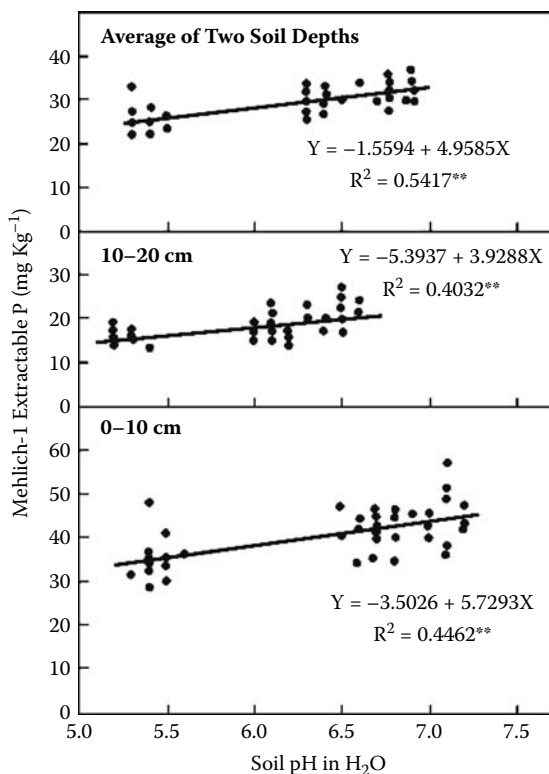 Average of Two Soil Depths
40
30
20
10
0
Y = −1.5594 + 4.9585X
R² = 0.5417**
10–20 cm
30
20
10
0
Y = −5.3937 + 3.9288X
R² = 0.4032**
0–10 cm
60
50
40
30
20
10
0
Y = −3.5026 + 5.7293X
R² = 0.4462**
5.0 5.5 6.0 6.5 7.0 7.5
Soil pH in H₂O
Mehlich-1 Extractable P (mg Kg⁻¹)